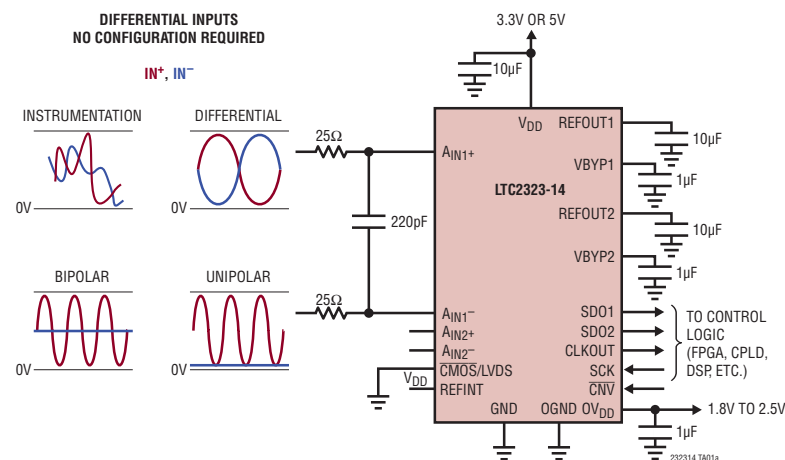 DIFFERENTIAL INPUTS
NO CONFIGURATION REQUIRED
IN+, IN−
INSTRUMENTATION
DIFFERENTIAL
0V
0V
BIPOLAR
UNIPOLAR
0V
0V
25Ω
220pF
25Ω
3.3V OR 5V
10µF
VDD
REFOUT1
10µF
AIN1+
VBYP1
1µF
LTC2323-14
REFOUT2
10µF
VBYP2
1µF
AIN1−
AIN2+
AIN2−
CMOS/LVDS
VDD
REFINT
SDO1
SDO2
CLKOUT
SCK
CNV
TO CONTROL
LOGIC
(FPGA, CPLD,
DSP, ETC.)
GND
OGND
OVDD
1.8V TO 2.5V
1µF
232314 TA01a